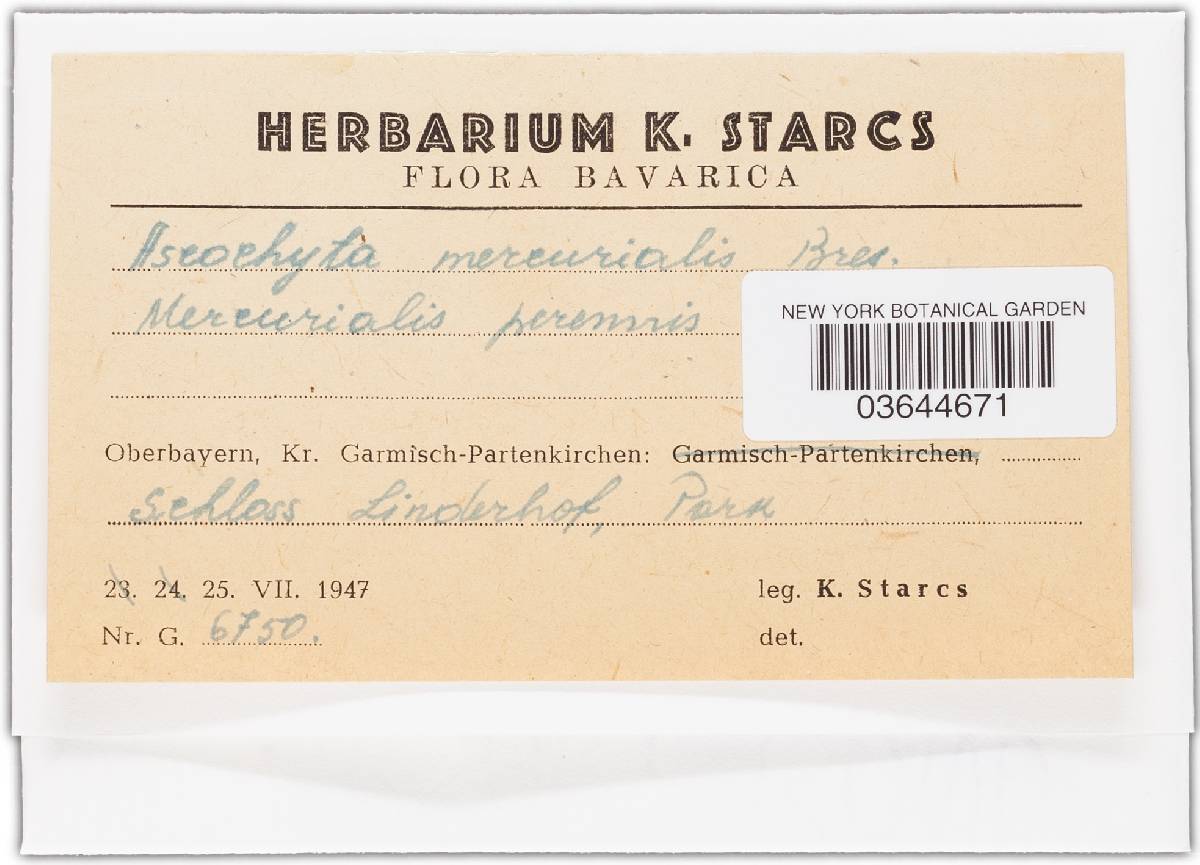 HERBARIUM K. STARCS
FLORA BAVARICA
Ascochyta mercurialis Bres.
Mercurialis perennis
NEW YORK BOTANICAL GARDEN
03644671
Oberbayern, Kr. Garmisch-Partenkirchen: Garmisch-Partenkirchen,
Schloss Linderhof, Park
23. 24. 25. VII. 1947
leg. K. Starcs
Nr. G. 6750.
det.